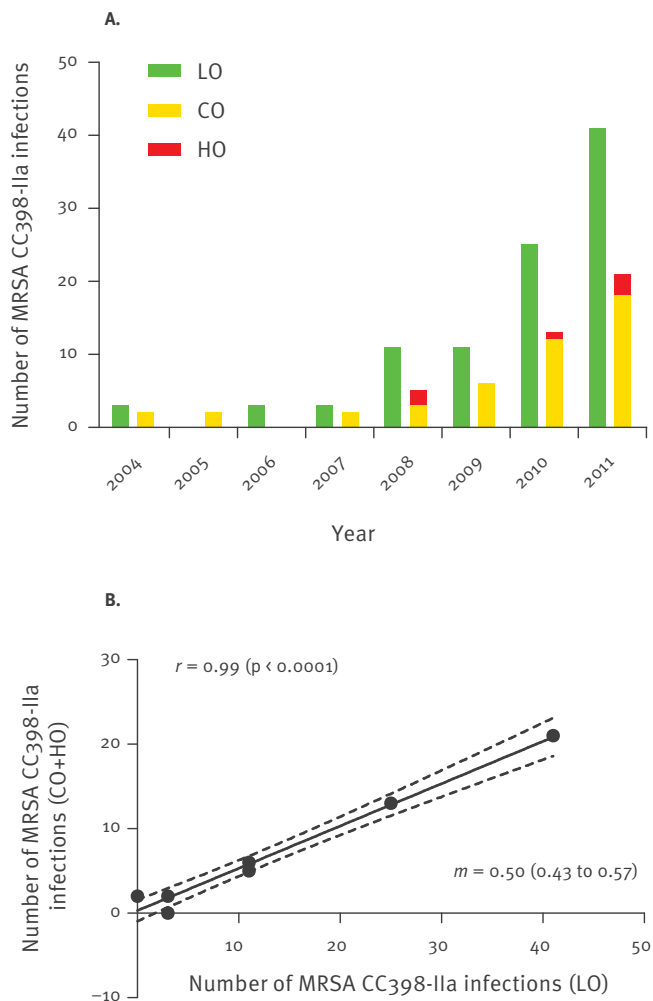 A.
Number of MRSA CC398-IIa infections
50
40
30
20
10
0
LO
CO
HO
2004
2005
2006
2007
2008
2009
2010
2011
Year
B.
Number of MRSA CC398-IIa
infections (CO+HO)
30
20
10
0
−10
r = 0.99 (p < 0.0001)
m = 0.50 (0.43 to 0.57)
10
20
30
40
50
Number of MRSA CC398-IIa infections (LO)